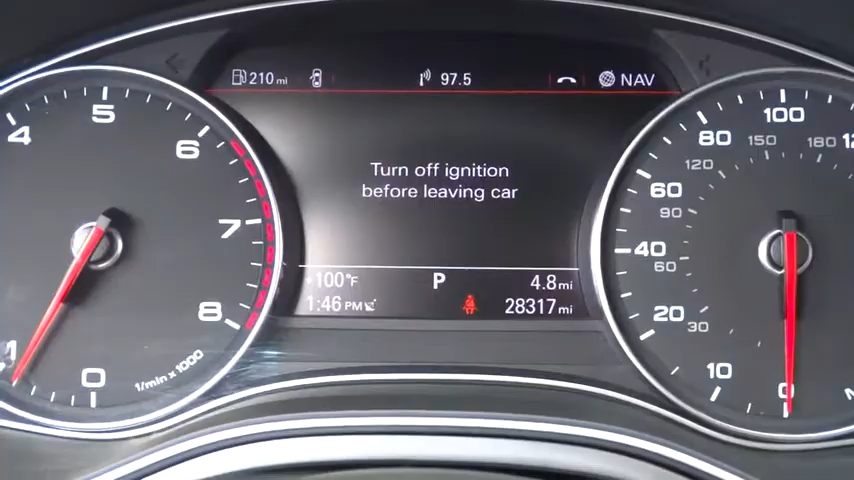 210 mi
97.5
NAV
Turn off ignition
before leaving car
+100°F
P
4.8 mi
1:46 PM
28317 mi
0
1
4
5
6
7
8
1/min x 1000
0
10
20
40
60
80
100
30
60
90
120
150
180